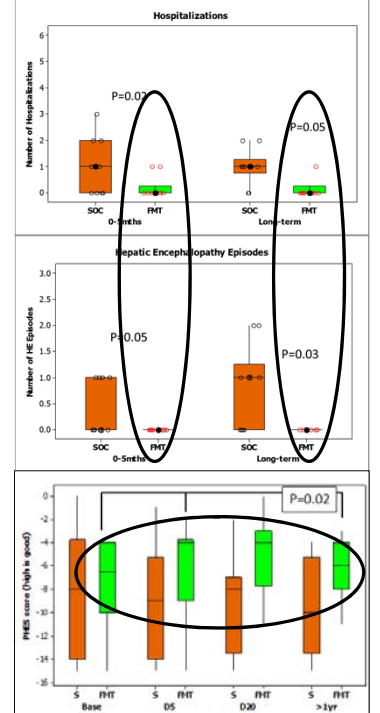 Hospitalizations
Number of Hospitalizations
6
5
4
3
2
1
0
P=0.02
P=0.05
SOC FMT SOC FMT
0-5mths Long-term
Hepatic Encephalopathy Episodes
Number of HE Episodes
3.0
2.5
2.0
1.5
1.0
0.5
0.0
P=0.05
P=0.03
SOC FMT SOC FMT
0-5mths Long-term
PHES score (high is good)
P=0.02
0
-2
-4
-6
-8
-10
-12
-14
-16
S FMT S FMT S FMT S FMT
Base D5 D20 >1yr